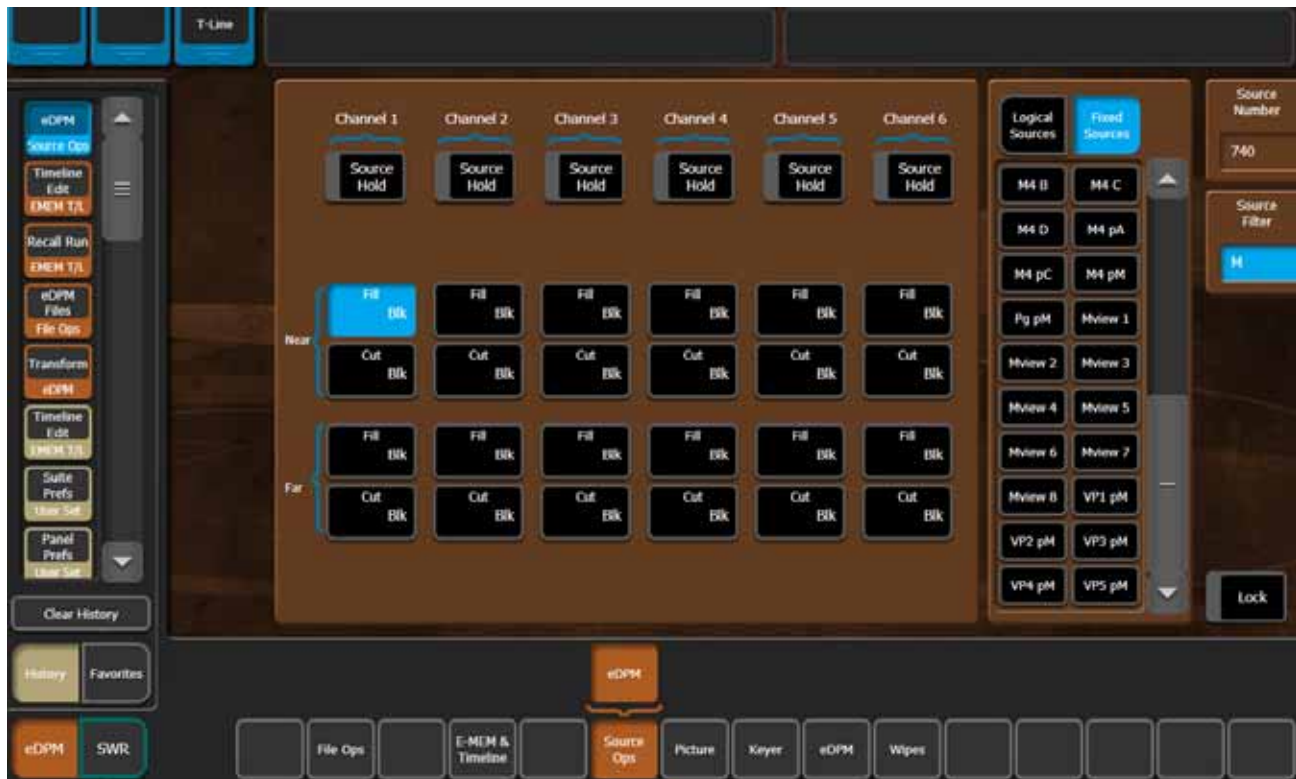 T-Line
eDPM
Source Ops
Timeline
Edit
EMEM T/L
Recall Run
EMEM T/L
eDPM
Files
File Ops
Transform
eDPM
Timeline
Edit
EMEM T/L
Suite
Prefs
User Set
Panel
Prefs
User Set
Clear History
History Favorites
eDPM SWR
Channel 1 Channel 2 Channel 3 Channel 4 Channel 5 Channel 6
Source Source Source Source Source Source
Hold Hold Hold Hold Hold Hold
Near
Fill Fill Fill Fill Fill Fill
Blk Blk Blk Blk Blk Blk
Cut Cut Cut Cut Cut Cut
Blk Blk Blk Blk Blk Blk
Far
Fill Fill Fill Fill Fill Fill
Blk Blk Blk Blk Blk Blk
Cut Cut Cut Cut Cut Cut
Blk Blk Blk Blk Blk Blk
Logical Fixed
Sources Sources
M4 B M4 C
M4 D M4 pA
M4 pC M4 pM
Pg pM Mview 1
Mview 2 Mview 3
Mview 4 Mview 5
Mview 6 Mview 7
Mview 8 VP1 pM
VP2 pM VP3 pM
VP4 pM VP5 pM
Source
Number
740
Source
Filter
M
Lock
eDPM
File Ops
E-MEM &
Timeline
Source
Ops
Picture Keyer eDPM Wipes